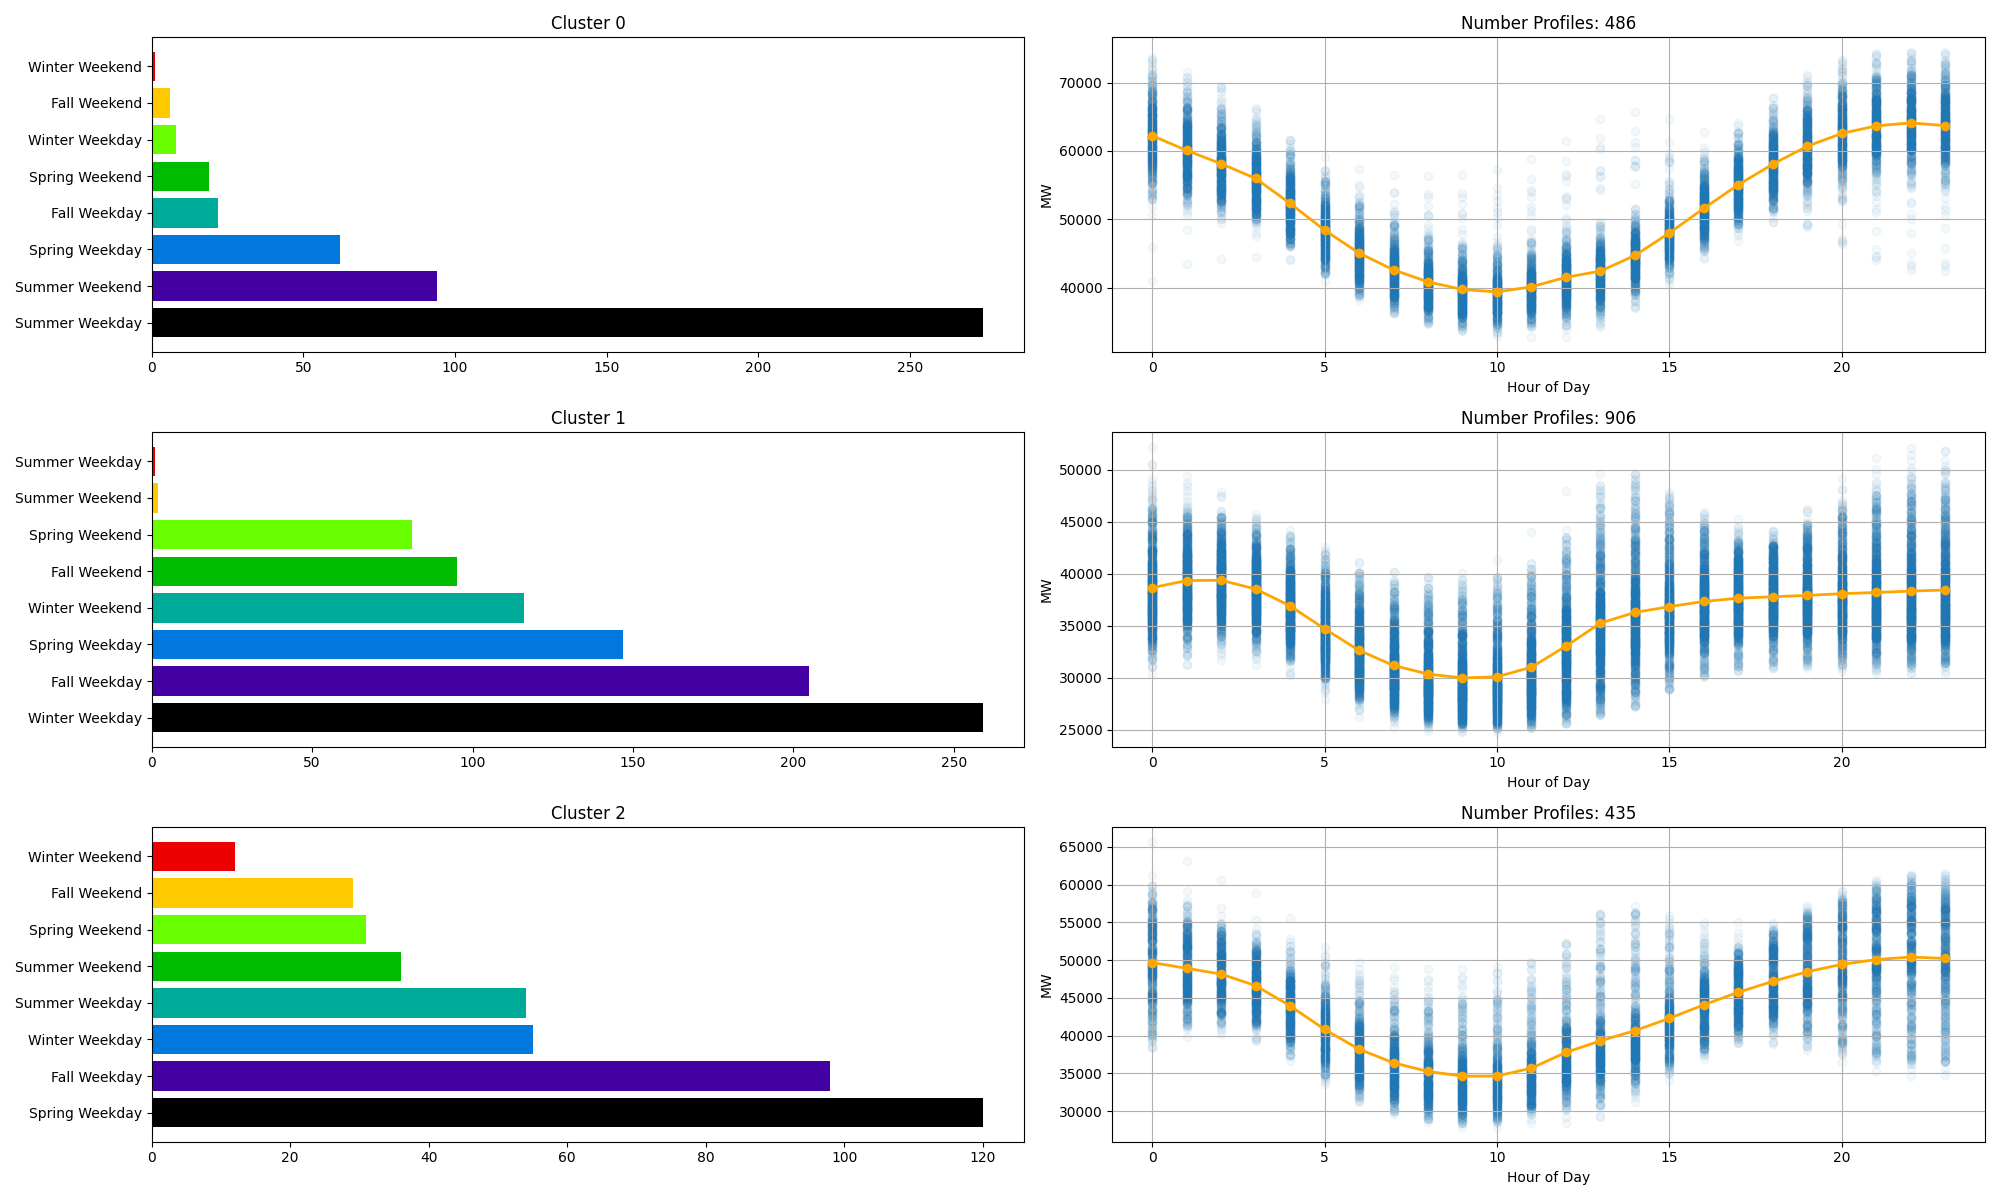 Cluster 0
Winter Weekend
Fall Weekend
Winter Weekday
Spring Weekend
Fall Weekday
Spring Weekday
Summer Weekend
Summer Weekday
0 50 100 150 200 250
Number Profiles: 486
MW
70000
60000
50000
40000
0 5 10 15 20
Hour of Day
Cluster 1
Summer Weekday
Summer Weekend
Spring Weekend
Fall Weekend
Winter Weekend
Spring Weekday
Fall Weekday
Winter Weekday
0 50 100 150 200 250
Number Profiles: 906
MW
50000
45000
40000
35000
30000
25000
0 5 10 15 20
Hour of Day
Cluster 2
Winter Weekend
Fall Weekend
Spring Weekend
Summer Weekend
Summer Weekday
Winter Weekday
Fall Weekday
Spring Weekday
0 20 40 60 80 100 120
Number Profiles: 435
MW
65000
60000
55000
50000
45000
40000
35000
30000
0 5 10 15 20
Hour of Day